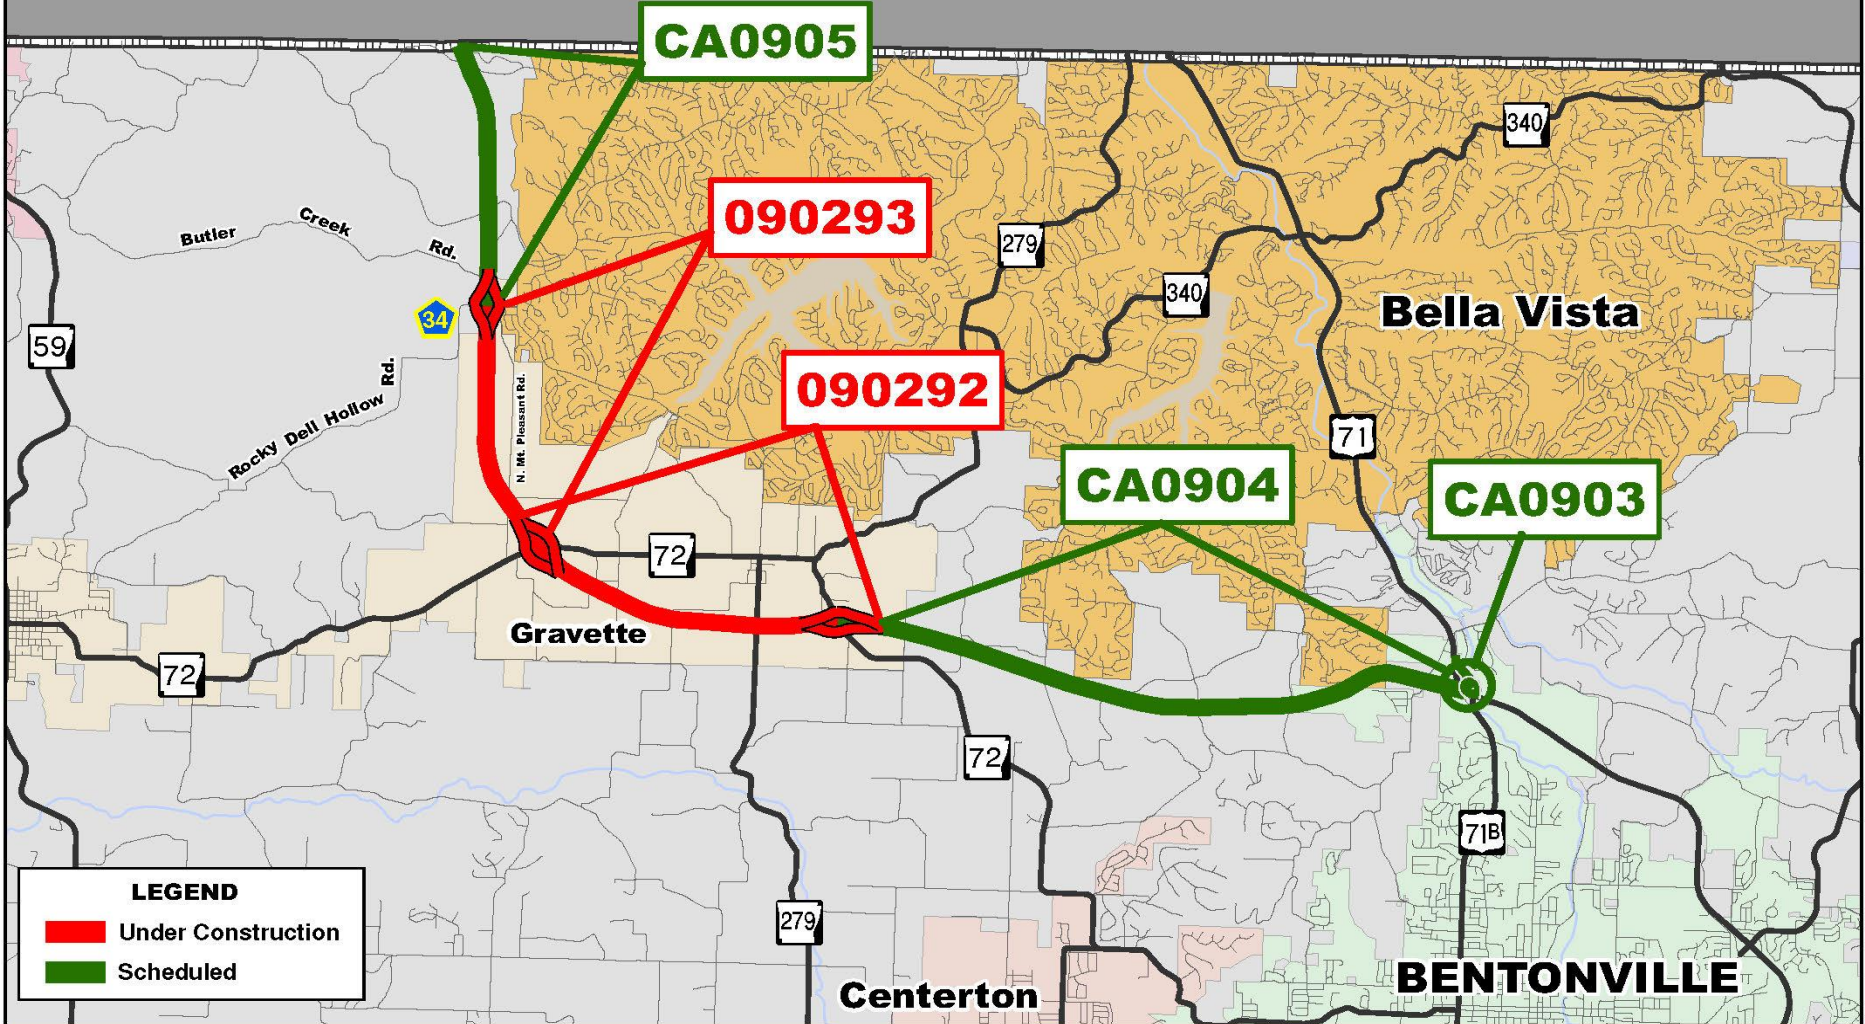 CA0905
340
090293
Creek
Butler
Rd.
279
340
Bella Vista
34
59
Rd.
N. Mt. Pleasant Rd.
090292
Rocky Dell Hollow
71
CA0904
CA0903
72
Gravette
72
72
71B
LEGEND
Under Construction
Scheduled
279
Centerton
BENTONVILLE